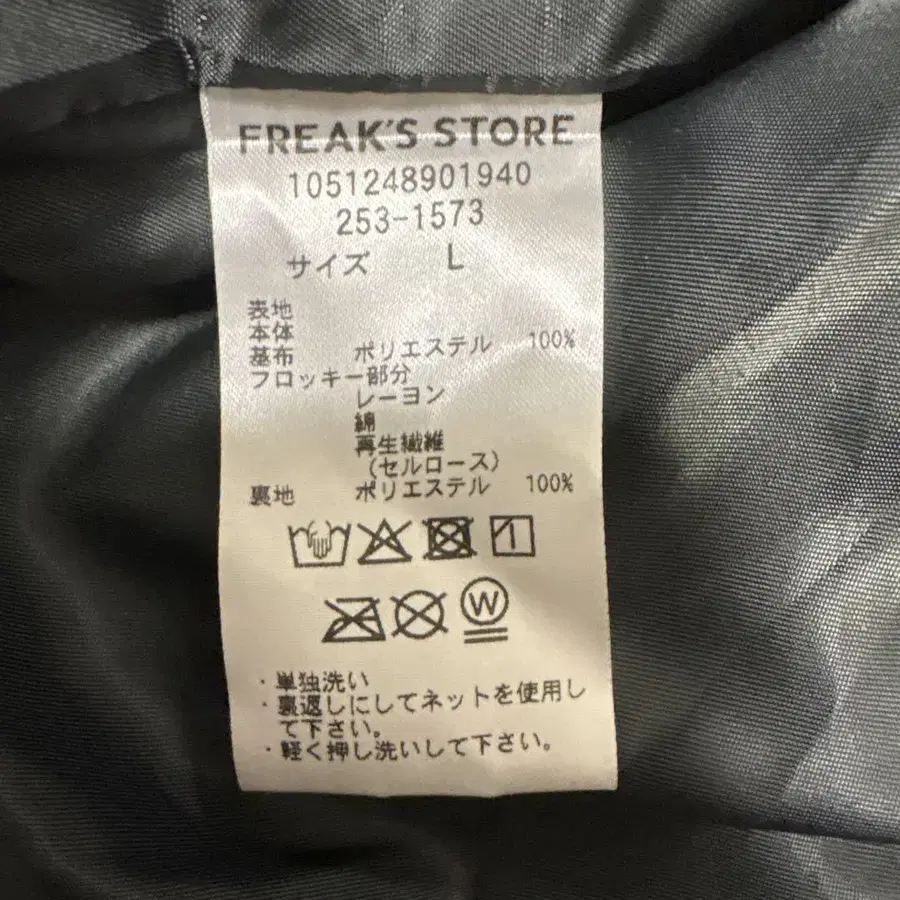 FREAK'S STORE
1051248901940
253-1573
サイズ L
表地
本体
基布 ポリエステル 100%
フロッキー部分
レーヨン
綿
再生繊維
(セルロース)
裏地 ポリエステル 100%
W
・単独洗い
・裏返しにしてネットを使用し
て下さい。
・軽く押し洗いして下さい。